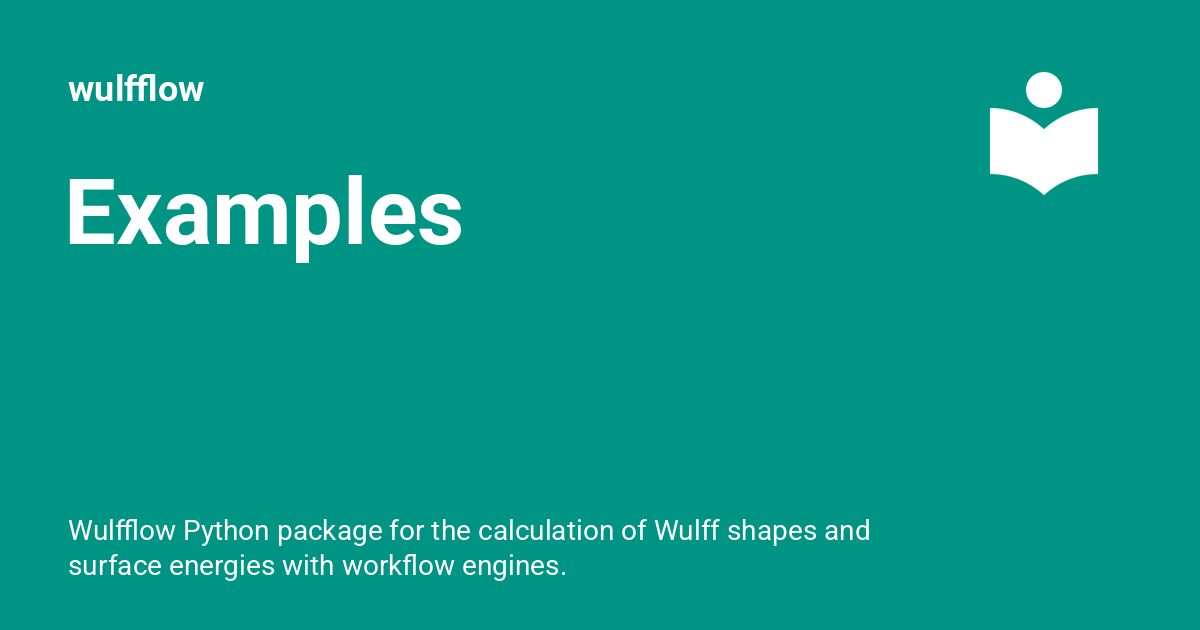 wulfflow
Examples
Wulfflow Python package for the calculation of Wulff shapes and
surface energies with workflow engines.